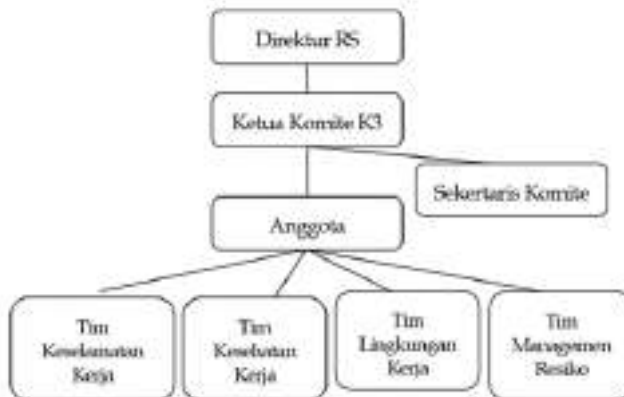 Direktur RS
Ketua Komite K3
Sekertaris Komite
Anggota
Tim
Keselamatan
Kerja
Tim
Kesehatan
Kerja
Tim
Lingkungan
Kerja
Tim
Managemen
Resiko